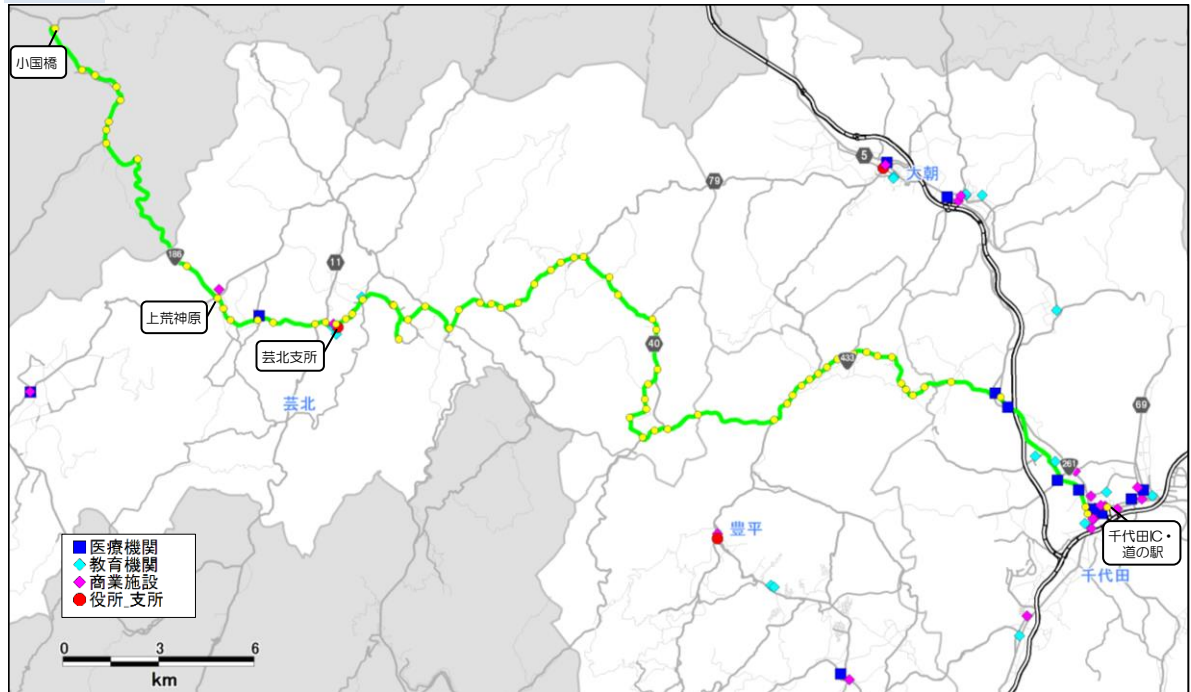 小国橋
5
大朝
79
186
11
上荒神原
芸北支所
40
433
芸北
69
261
千代田IC・
道の駅
豊平
千代田
医療機関
教育機関
商業施設
役所_支所
0 3 6
km